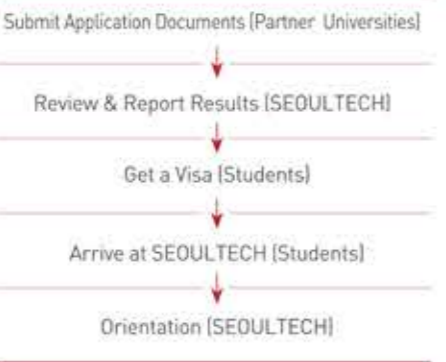 Submit Application Documents (Partner Universities)
Review & Report Results (SEOULTECH)
Get a Visa (Students)
Arrive at SEOULTECH (Students)
Orientation (SEOULTECH)